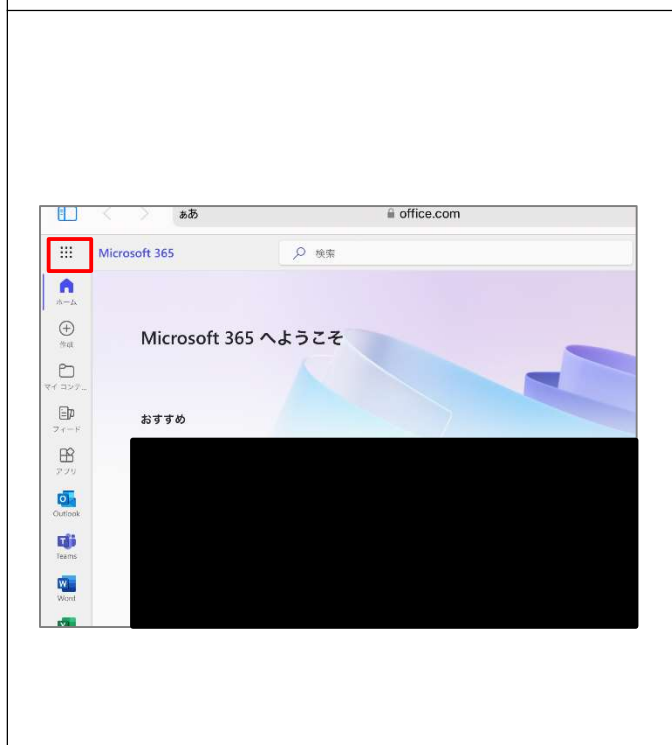 ぁあ
office.com
Microsoft 365
検索
ホーム
作成
Microsoft 365 へようこそ
マイ コンテ...
おすすめ
フィード
アプリ
Outlook
Teams
Word